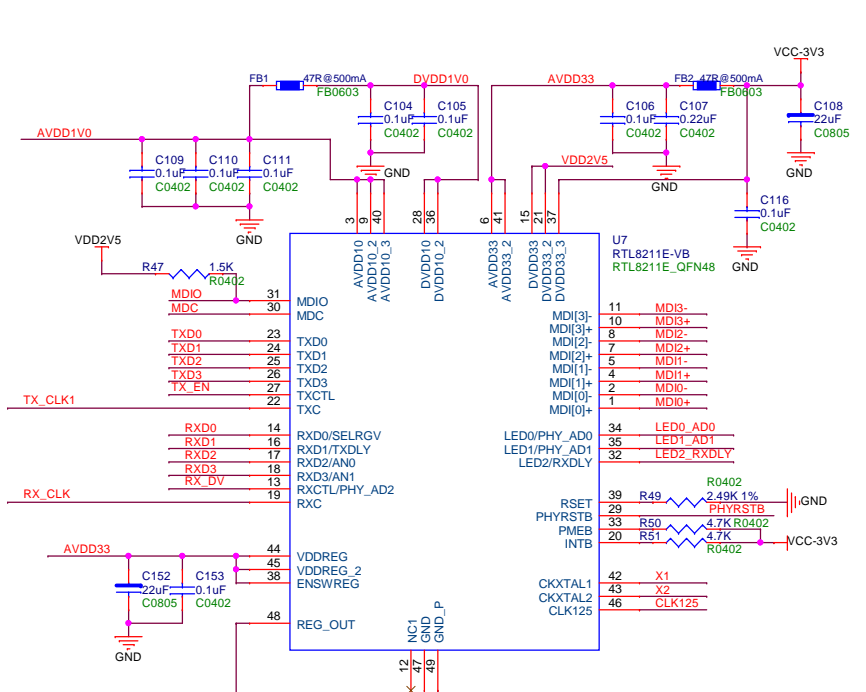 VCC-3V3
FB1 47R@500mA DVDD1V0 AVDD33 FB2 47R@500mA
FB0603 FB0603
C104 C105 C106 C107 C108
0.1uF 0.1uF 0.1uF 0.22uF 22uF
C0402 C0402 C0402 C0402 C0805
AVDD1V0
C109 C110 C111
0.1uF 0.1uF 0.1uF
C0402 C0402 C0402
GND GND GND
VDD2V5
C116
0.1uF
C0402
GND GND
3 9 40 28 36 6 41 15 21 37
AVDD10 AVDD10_2 AVDD10_3 DVDD10 DVDD10_2 AVDD33 AVDD33_2 DVDD33 DVDD33_2 DVDD33_3
U7
RTL8211E-VB
RTL8211E_QFN48
VDD2V5
R47 1.5K
R0402
MDIO 31 MDIO
MDC 30 MDC
TXD0 23 TXD0
TXD1 24 TXD1
TXD2 25 TXD2
TXD3 26 TXD3
TX_EN 27 TXCTL
TX_CLK1 22 TXC
RXD0 14 RXD0/SELRGV
RXD1 16 RXD1/TXDLY
RXD2 17 RXD2/AN0
RXD3 18 RXD3/AN1
RX_DV 13 RXCTL/PHY_AD2
RX_CLK 19 RXC
AVDD33 44 VDDREG
45 VDDREG_2
38 ENSWREG
C152 C153
22uF 0.1uF
C0805 C0402
GND
48 REG_OUT
MDI[3]- 11 MDI3-
MDI[3]+ 10 MDI3+
MDI[2]- 8 MDI2-
MDI[2]+ 7 MDI2+
MDI[1]- 5 MDI1-
MDI[1]+ 4 MDI1+
MDI[0]- 2 MDI0-
MDI[0]+ 1 MDI0+
LED0/PHY_AD0 34 LED0_AD0
LED1/PHY_AD1 35 LED1_AD1
LED2/RXDLY 32 LED2_RXDLY
R0402
RSET 39 R49 2.49K 1% GND
PHYRSTB 29 PHYRSTB
PMEB 33 R50 4.7K R0402
INTB 20 R51 4.7K VCC-3V3
R0402
CKXTAL1 42 X1
CKXTAL2 43 X2
CLK125 46 CLK125
NC1 GND GND_P
12 47 49